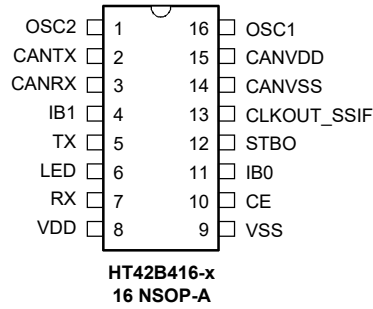 OSC2 1 16 OSC1
CANTX 2 15 CANVDD
CANRX 3 14 CANVSS
IB1 4 13 CLKOUT_SSIF
TX 5 12 STBO
LED 6 11 IB0
RX 7 10 CE
VDD 8 9 VSS
HT42B416-x
16 NSOP-A